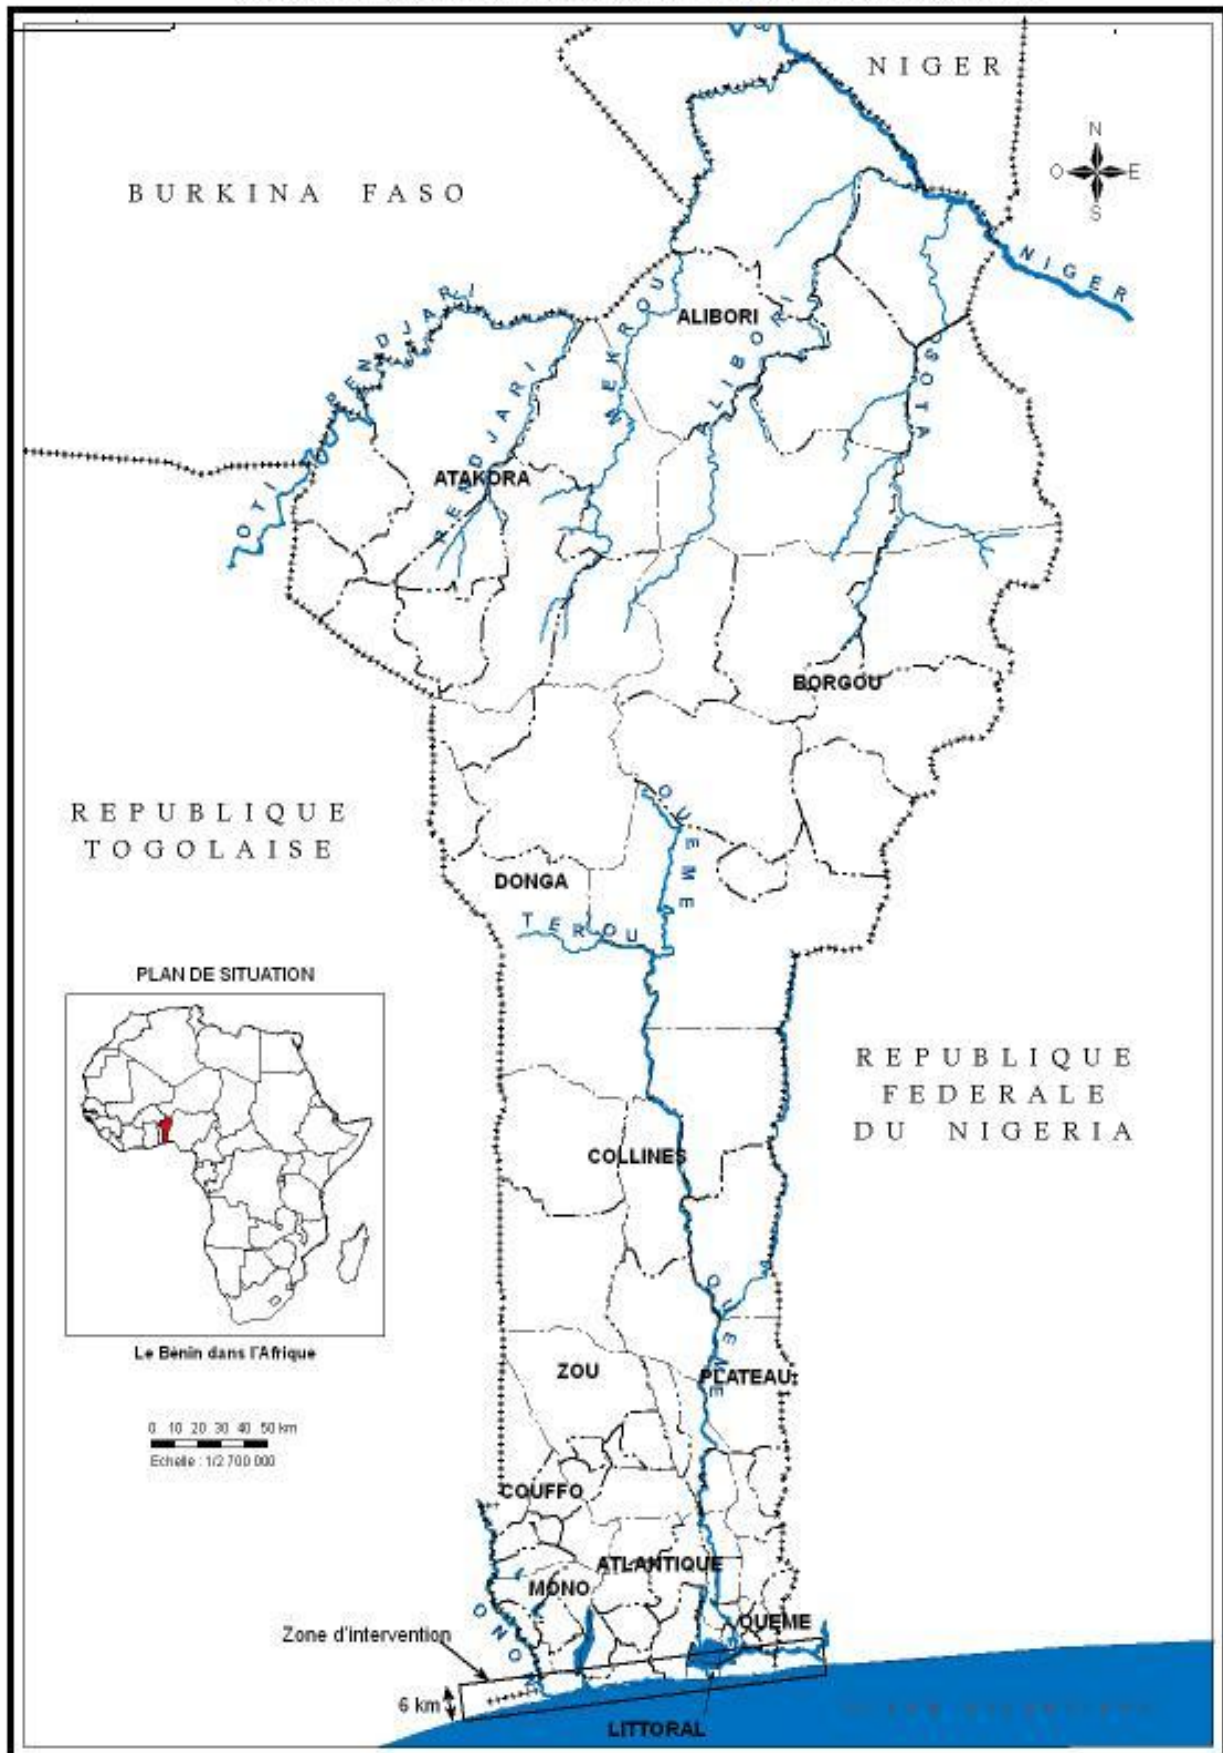 NIGER
N
O E
S
BURKINA FASO
NIGER
ALIBORI
MEKROU
ALIBORI
SOTA
PENDJARI
PENDJARI
OTI
ATAKORA
BORGOU
REPUBLIQUE
TOGOLAISE
OUEME
DONGA
TEROU
PLAN DE SITUATION
REPUBLIQUE
FEDERALE
DU NIGERIA
COLLINES
OUEME
Le Bénin dans l'Afrique
ZOU
PLATEAU
0 10 20 30 40 50 km
Echelle : 1/2 700 000
COUFFO
ATLANTIQUE
MONO
MONO
OUEME
Zone d'intervention
6 km
LITTORAL